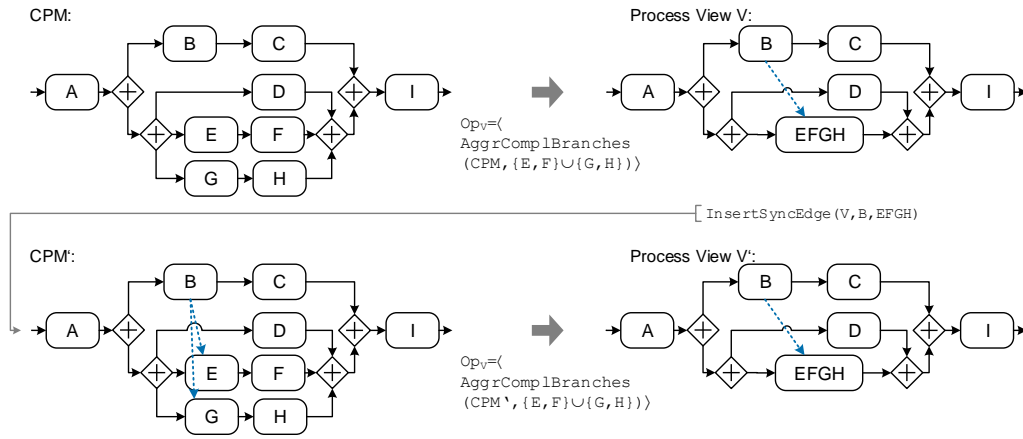 CPM:
Process View V:
B
C
B
C
A
D
I
A
D
I
E
F
EFGH
G
H
Opᵥ=⟨
AggrComplBranches
(CPM,{E,F}∪{G,H})⟩
InsertSyncEdge(V,B,EFGH)
CPM‘:
Process View V‘:
B
C
B
C
A
D
I
A
D
I
E
F
EFGH
G
H
Opᵥ=⟨
AggrComplBranches
(CPM‘,{E,F}∪{G,H})⟩